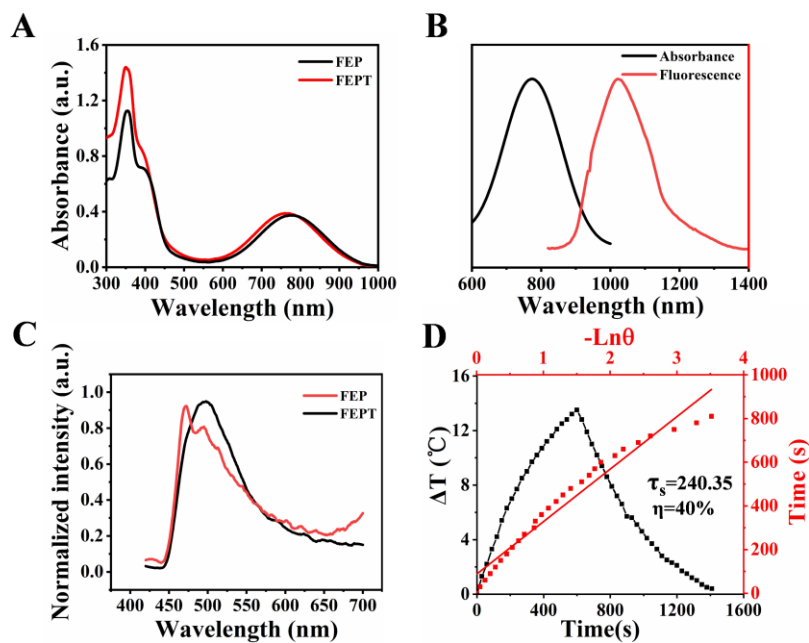 A
B
FEP
FEPT
Absorbance (a.u.)
1.6
1.2
0.8
0.4
0.0
300 400 500 600 700 800 900 1000
Wavelength (nm)
Absorbance
Fluorescence
600 800 1000 1200 1400
Wavelength (nm)
C
D
FEP
FEPT
Normalized intensity (a.u.)
1.0
0.8
0.6
0.4
0.2
0.0
400 450 500 550 600 650 700
Wavelength (nm)
-Lnθ
0 1 2 3 4
ΔT (℃)
16
12
8
4
0
τs=240.35
η=40%
1000
800
600
400
200
0
Time (s)
0 400 800 1200 1600
Time(s)